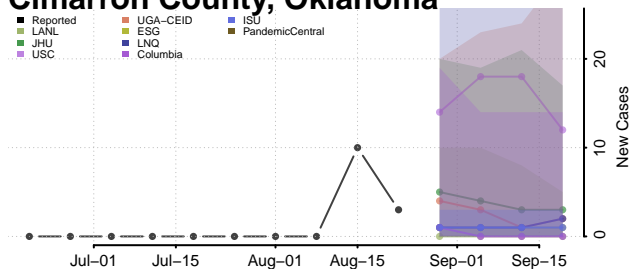 Cimarron County, Oklahoma
Reported UGA−CEID ISU
LANL ESG PandemicCentral
JHU LNQ
USC Columbia
20
10
0
New Cases
Jul−01 Jul−15 Aug−01 Aug−15 Sep−01 Sep−15